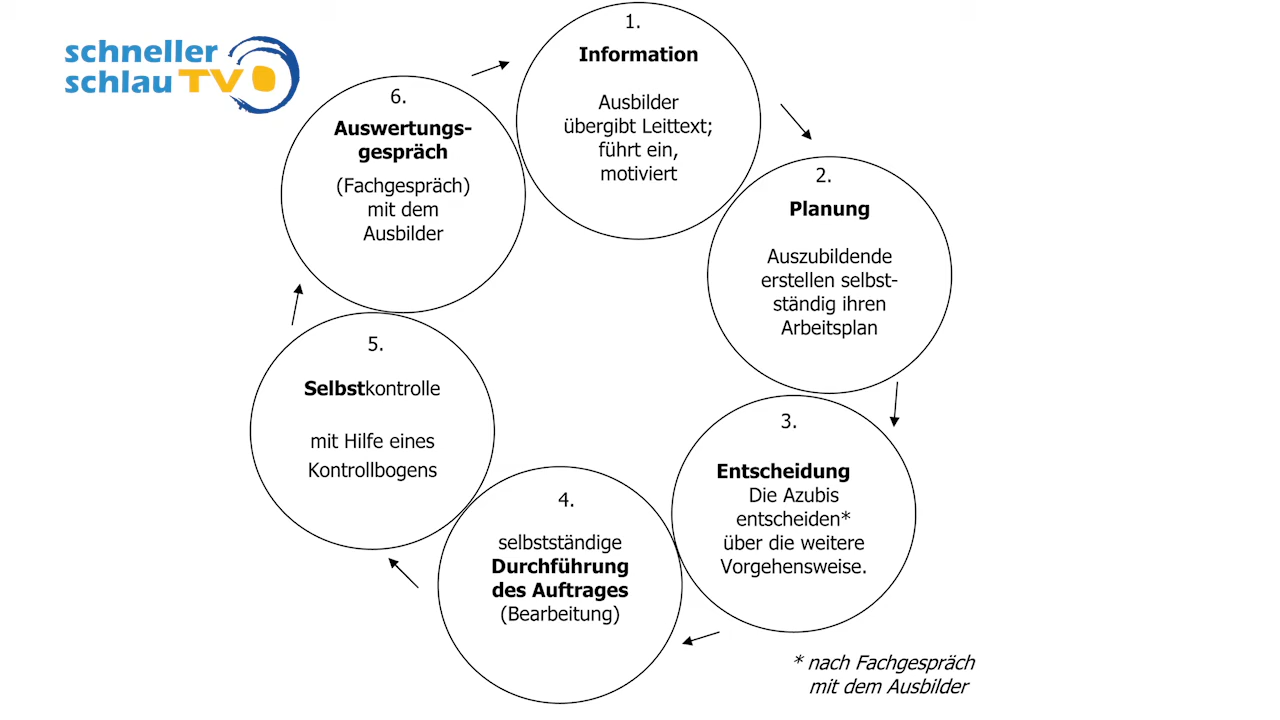 schneller
schlau TV
1.
Information
Ausbilder
übergibt Leittext;
führt ein,
motiviert
2.
Planung
Auszubildende
erstellen selbst-
ständig ihren
Arbeitsplan
3.
Entscheidung
Die Azubis
entscheiden*
über die weitere
Vorgehensweise.
4.
selbstständige
Durchführung
des Auftrages
(Bearbeitung)
5.
Selbstkontrolle
mit Hilfe eines
Kontrollbogens
6.
Auswertungs-
gespräch
(Fachgespräch)
mit dem
Ausbilder
* nach Fachgespräch
mit dem Ausbilder